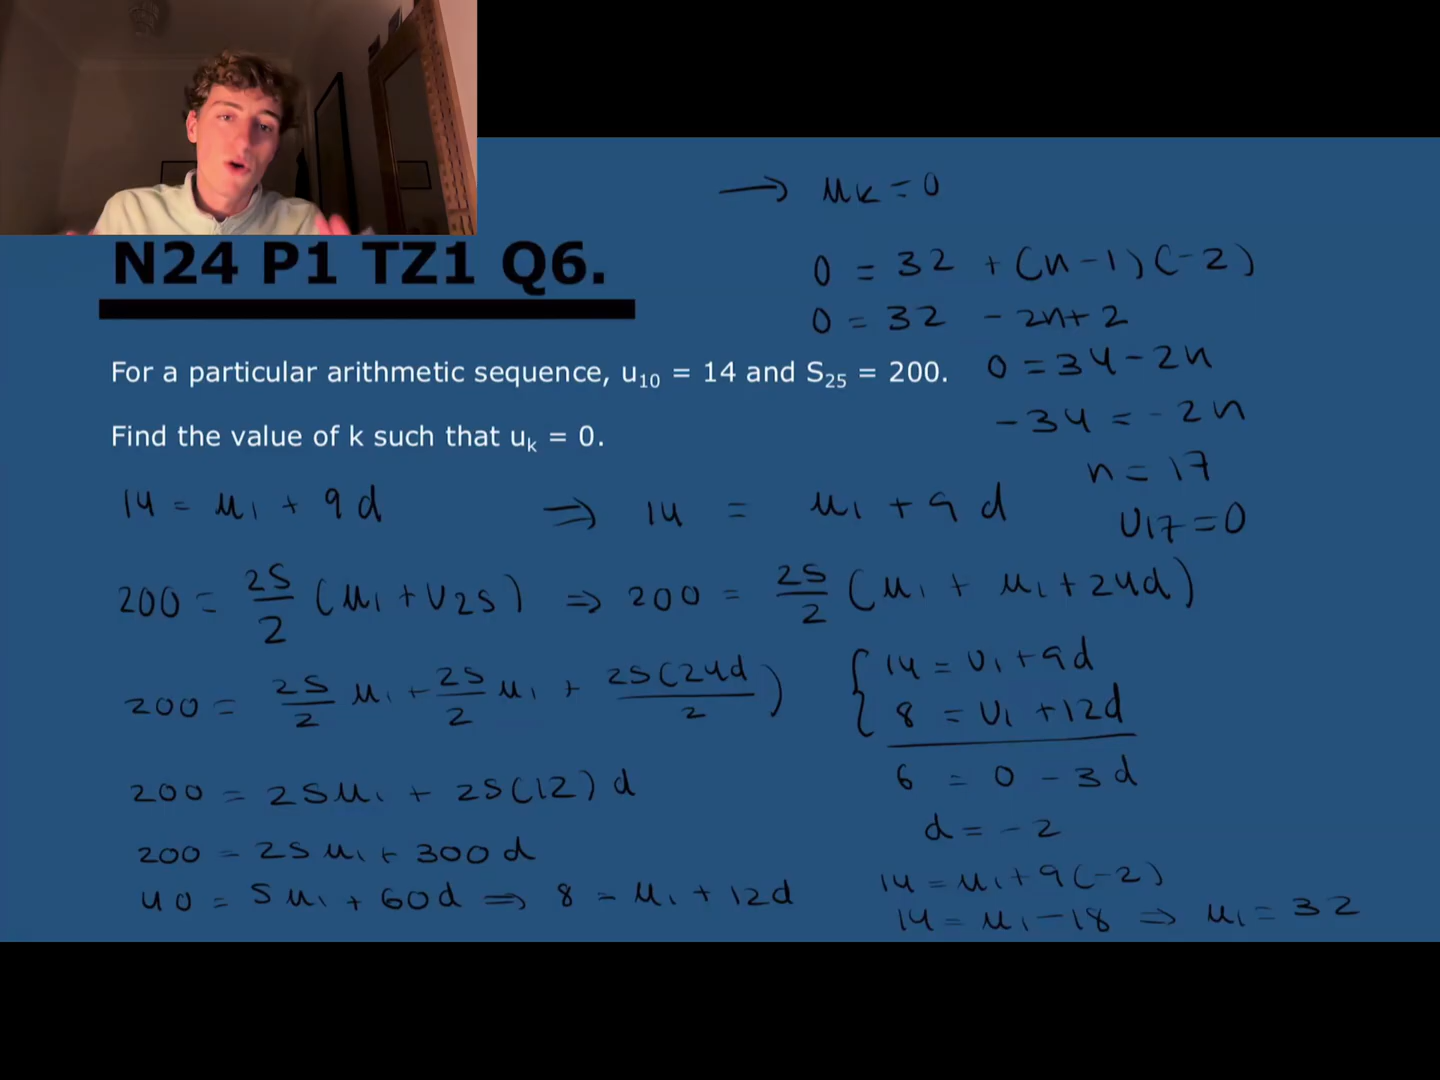 N24 P1 TZ1 Q6.
For a particular arithmetic sequence, u₁₀ = 14 and S₂₅ = 200.
Find the value of k such that uₖ = 0.
14 = u₁ + 9d ⇒ 14 = u₁ + 9d
200 = 25/2 (u₁ + U₂₅) ⇒ 200 = 25/2 (u₁ + u₁ + 24d)
200 = 25/2 u₁ + 25/2 u₁ + 25(24d/2)
200 = 25u₁ + 25(12)d
200 = 25u₁ + 300d
40 = 5u₁ + 60d ⇒ 8 = u₁ + 12d
{ 14 = U₁ + 9d
8 = U₁ + 12d
6 = 0 - 3d
d = -2
14 = u₁ + 9(-2)
14 = u₁ - 18 ⇒ u₁ = 32
→ uₖ = 0
0 = 32 + (n-1)(-2)
0 = 32 - 2n + 2
0 = 34 - 2n
-34 = -2n
n = 17
U₁₇ = 0